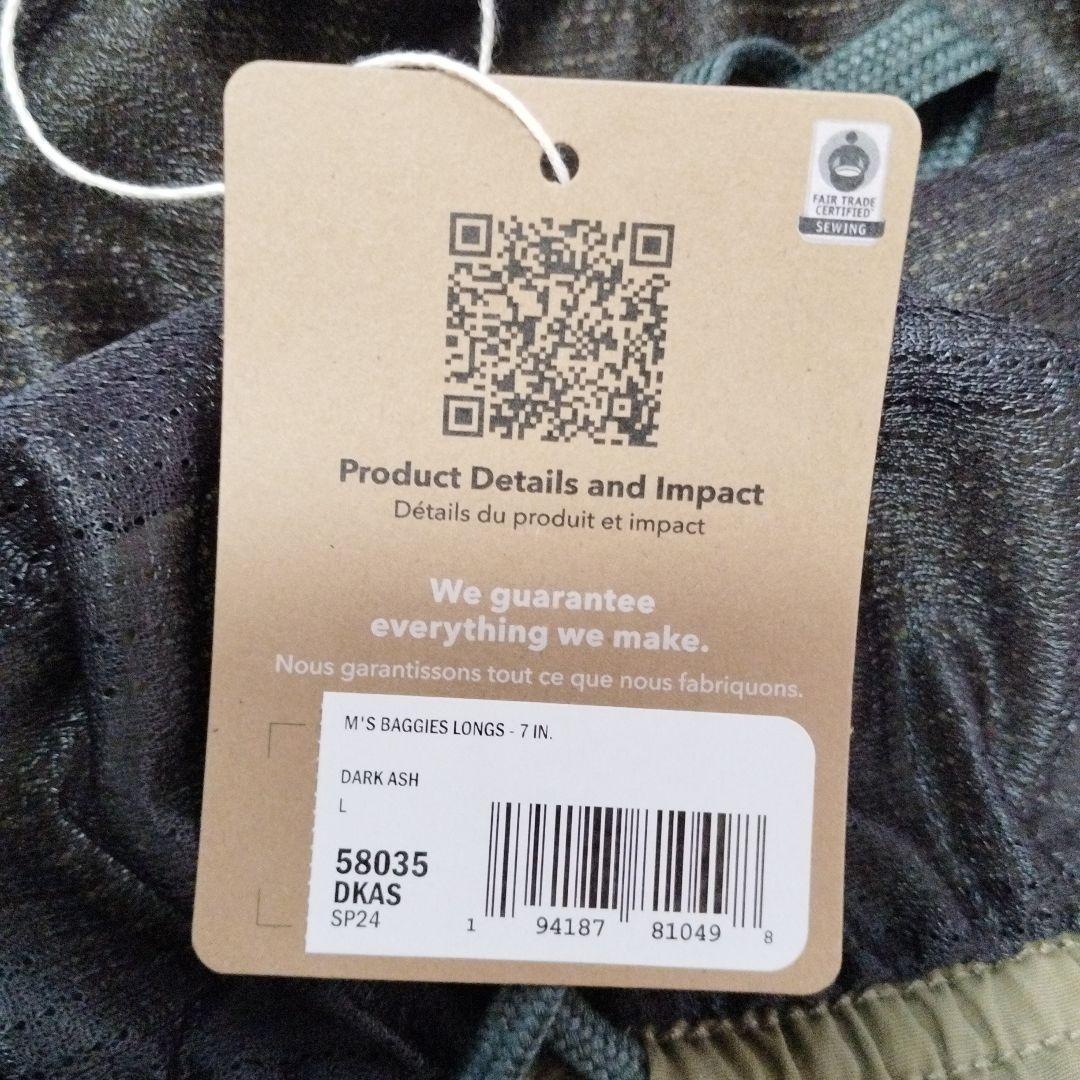 FAIR TRADE
CERTIFIED
SEWING
Product Details and Impact
Détails du produit et impact
We guarantee
everything we make.
Nous garantissons tout ce que nous fabriquons.
M'S BAGGIES LONGS - 7 IN.
DARK ASH
L
58035
DKAS
SP24
1 94187 81049 8